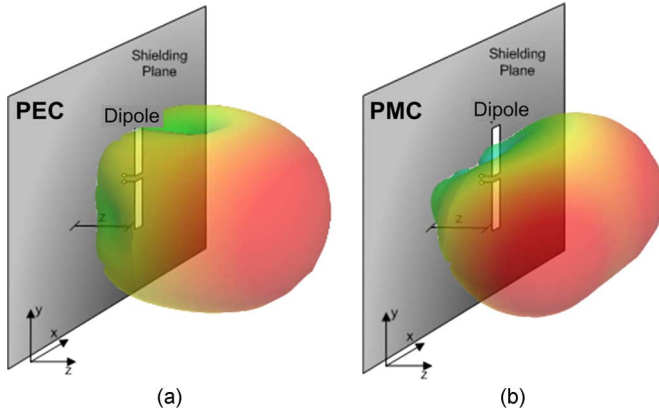 Shielding
Plane
PEC
Dipole
z
y
x
z
(a)
Shielding
Plane
PMC
Dipole
z
y
x
z
(b)